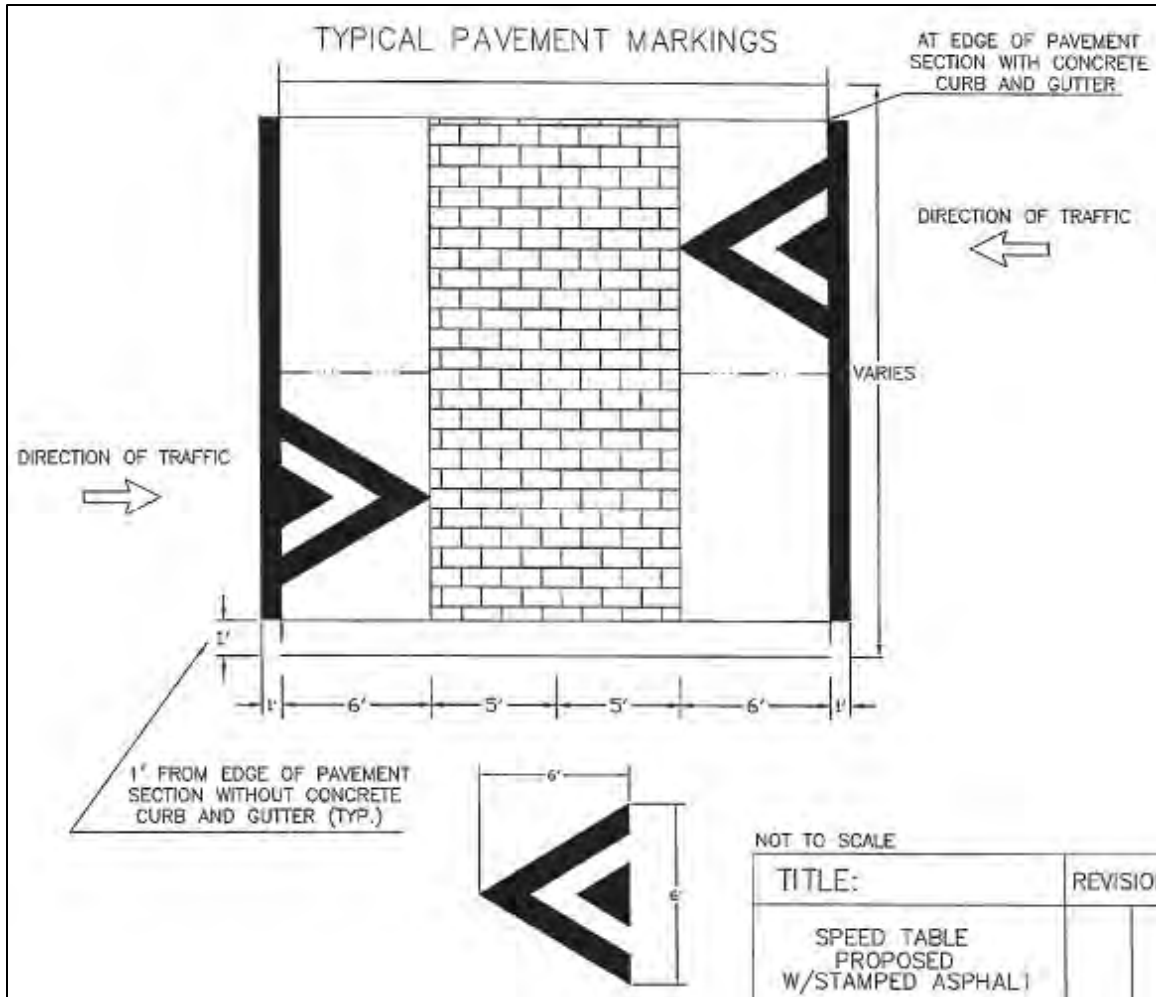 TYPICAL PAVEMENT MARKINGS
AT EDGE OF PAVEMENT
SECTION WITH CONCRETE
CURB AND GUTTER
DIRECTION OF TRAFFIC
VARIES
DIRECTION OF TRAFFIC
1'
1' 6' 5' 5' 6' 1'
1' FROM EDGE OF PAVEMENT
SECTION WITHOUT CONCRETE
CURB AND GUTTER (TYP.)
6'
6'
NOT TO SCALE
TITLE: REVISIO
SPEED TABLE
PROPOSED
W/STAMPED ASPHAL